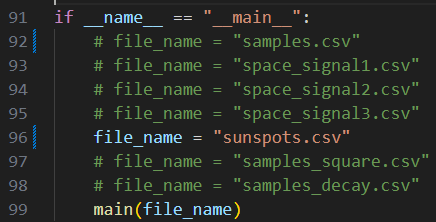 91 if __name__ == "__main__":
92     # file_name = "samples.csv"
93     # file_name = "space_signal1.csv"
94     # file_name = "space_signal2.csv"
95     # file_name = "space_signal3.csv"
96     file_name = "sunspots.csv"
97     # file_name = "samples_square.csv"
98     # file_name = "samples_decay.csv"
99     main(file_name)